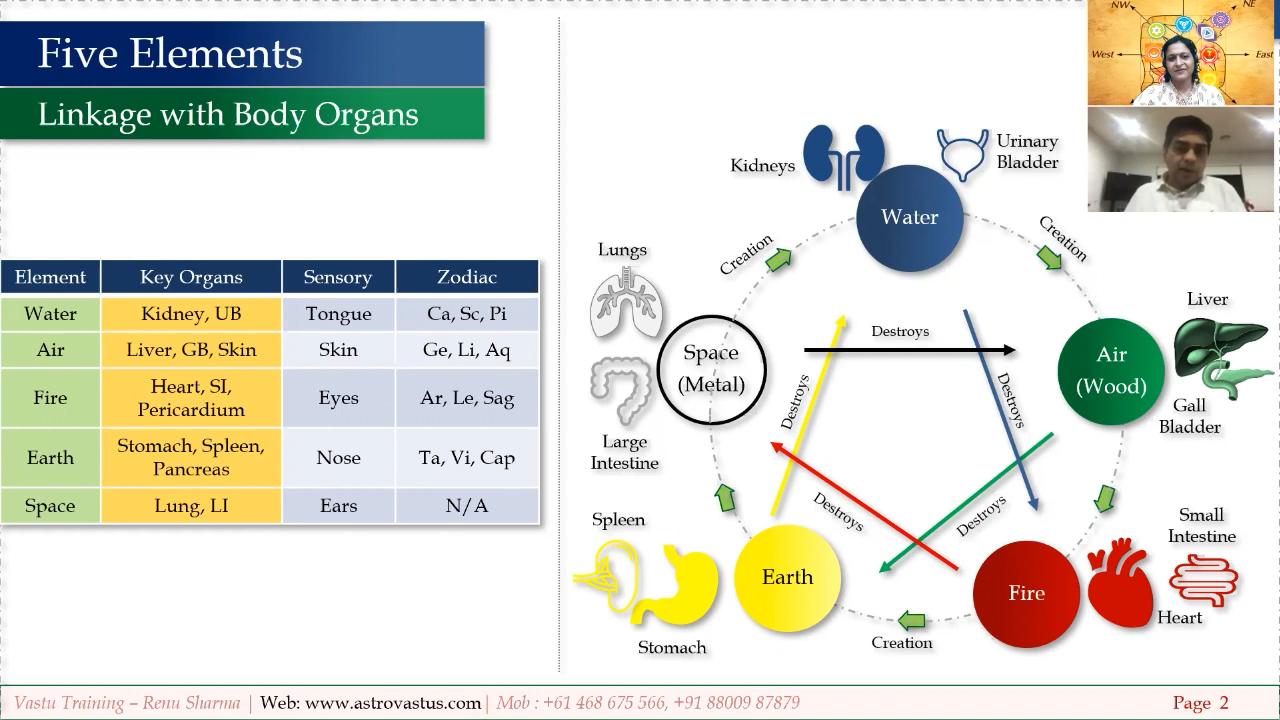 Five Elements
Linkage with Body Organs
Element Key Organs Sensory Zodiac
Water Kidney, UB Tongue Ca, Sc, Pi
Air Liver, GB, Skin Skin Ge, Li, Aq
Fire Heart, SI, Pericardium Eyes Ar, Le, Sag
Earth Stomach, Spleen, Pancreas Nose Ta, Vi, Cap
Space Lung, LI Ears N/A
NW
NE
West
East
Kidneys
Urinary
Bladder
Water
Creation
Creation
Lungs
Liver
Space
(Metal)
Destroys
Air
(Wood)
Destroys
Destroys
Gall
Bladder
Large
Intestine
Destroys
Destroys
Spleen
Small
Intestine
Earth
Fire
Heart
Stomach
Creation
Vastu Training – Renu Sharma | Web: www.astrovastus.com | Mob : +61 468 675 566, +91 88009 87879
Page 2